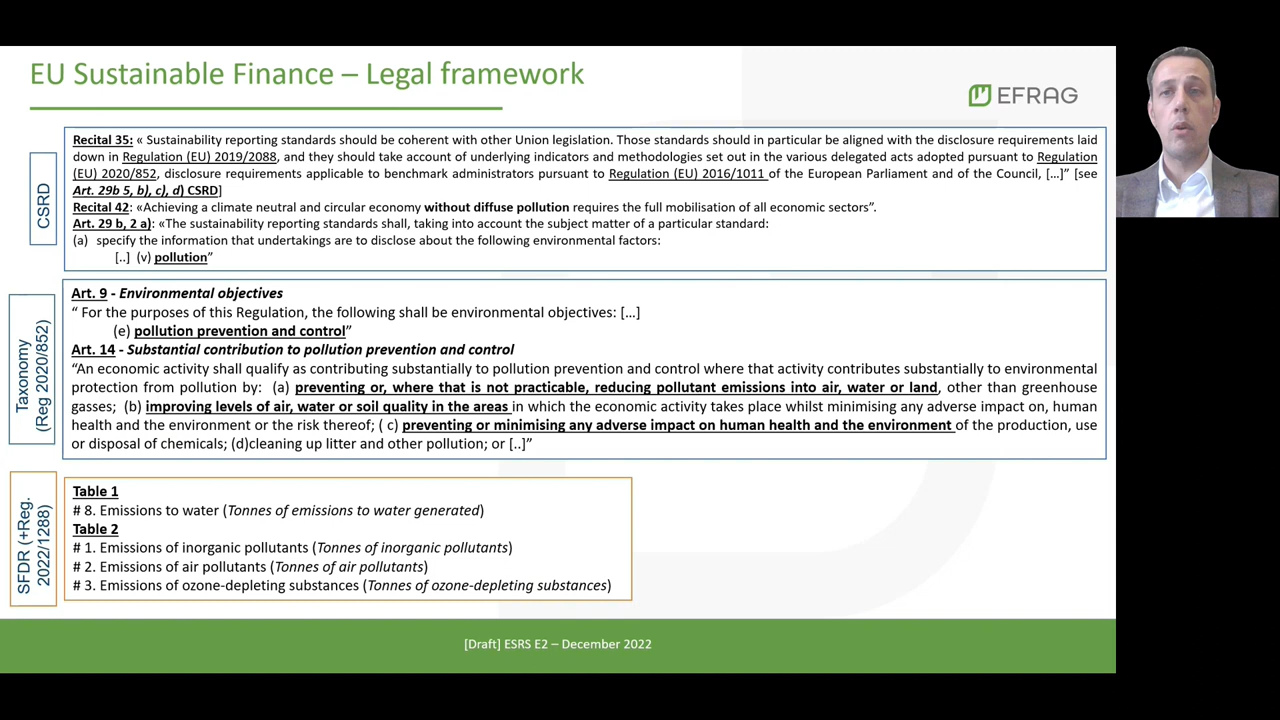 EU Sustainable Finance – Legal framework
EFRAG
CSRD
Recital 35: « Sustainability reporting standards should be coherent with other Union legislation. Those standards should in particular be aligned with the disclosure requirements laid
down in Regulation (EU) 2019/2088, and they should take account of underlying indicators and methodologies set out in the various delegated acts adopted pursuant to Regulation
(EU) 2020/852, disclosure requirements applicable to benchmark administrators pursuant to Regulation (EU) 2016/1011 of the European Parliament and of the Council, […]” [see
Art. 29b 5, b), c), d) CSRD]
Recital 42: «Achieving a climate neutral and circular economy without diffuse pollution requires the full mobilisation of all economic sectors”.
Art. 29 b, 2 a): «The sustainability reporting standards shall, taking into account the subject matter of a particular standard:
(a) specify the information that undertakings are to disclose about the following environmental factors:
[..] (v) pollution”
Taxonomy
(Reg 2020/852)
Art. 9 - Environmental objectives
“ For the purposes of this Regulation, the following shall be environmental objectives: […]
(e) pollution prevention and control”
Art. 14 - Substantial contribution to pollution prevention and control
“An economic activity shall qualify as contributing substantially to pollution prevention and control where that activity contributes substantially to environmental
protection from pollution by: (a) preventing or, where that is not practicable, reducing pollutant emissions into air, water or land, other than greenhouse
gases; (b) improving levels of air, water or soil quality in the areas in which the economic activity takes place whilst minimising any adverse impact on, human
health and the environment or the risk thereof; ( c) preventing or minimising any adverse impact on human health and the environment of the production, use
or disposal of chemicals; (d)cleaning up litter and other pollution; or [..]”
SFDR (+Reg.
2022/1288)
Table 1
# 8. Emissions to water (Tonnes of emissions to water generated)
Table 2
# 1. Emissions of inorganic pollutants (Tonnes of inorganic pollutants)
# 2. Emissions of air pollutants (Tonnes of air pollutants)
# 3. Emissions of ozone-depleting substances (Tonnes of ozone-depleting substances)
[Draft] ESRS E2 – December 2022